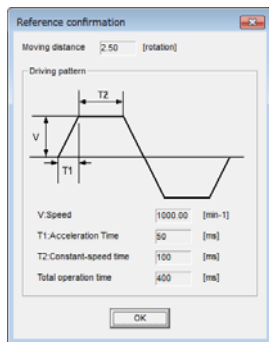 Reference confirmation
Moving distance 2.50 [rotation]
Driving pattern
T2
V
T1
V:Speed 1000.00 [min-1]
T1:Acceleration Time 50 [ms]
T2:Constant-speed time 100 [ms]
Total operation time 400 [ms]
OK